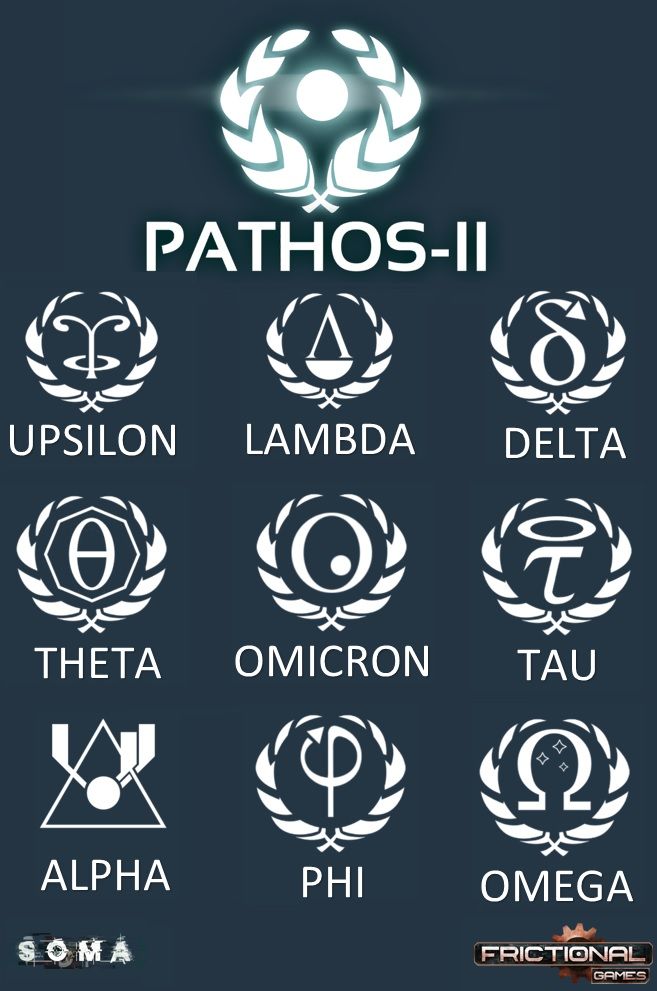 PATHOS-II
UPSILON LAMBDA DELTA
THETA OMICRON TAU
ALPHA PHI OMEGA
SOMA
FRICTIONAL
GAMES